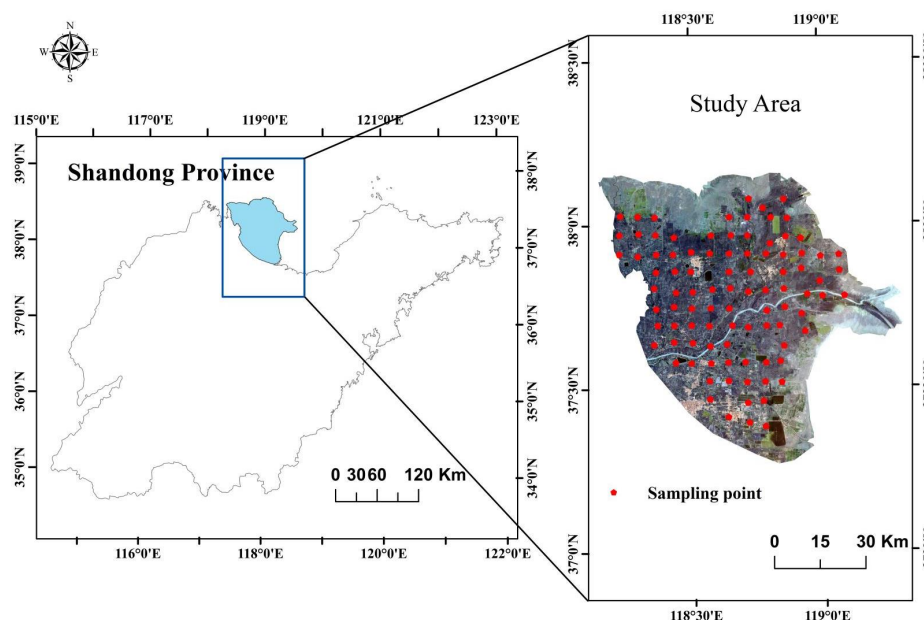 N
W E
S
115°0'E 117°0'E 119°0'E 121°0'E 123°0'E
Shandong Province
39°0'N
38°0'N
37°0'N
36°0'N
35°0'N
38°0'N
37°0'N
36°0'N
35°0'N
34°0'N
0 30 60 120 Km
116°0'E 118°0'E 120°0'E 122°0'E
118°30'E 119°0'E
Study Area
38°30'N
38°0'N
37°30'N
37°0'N
Sampling point
0 15 30 Km
118°30'E 119°0'E